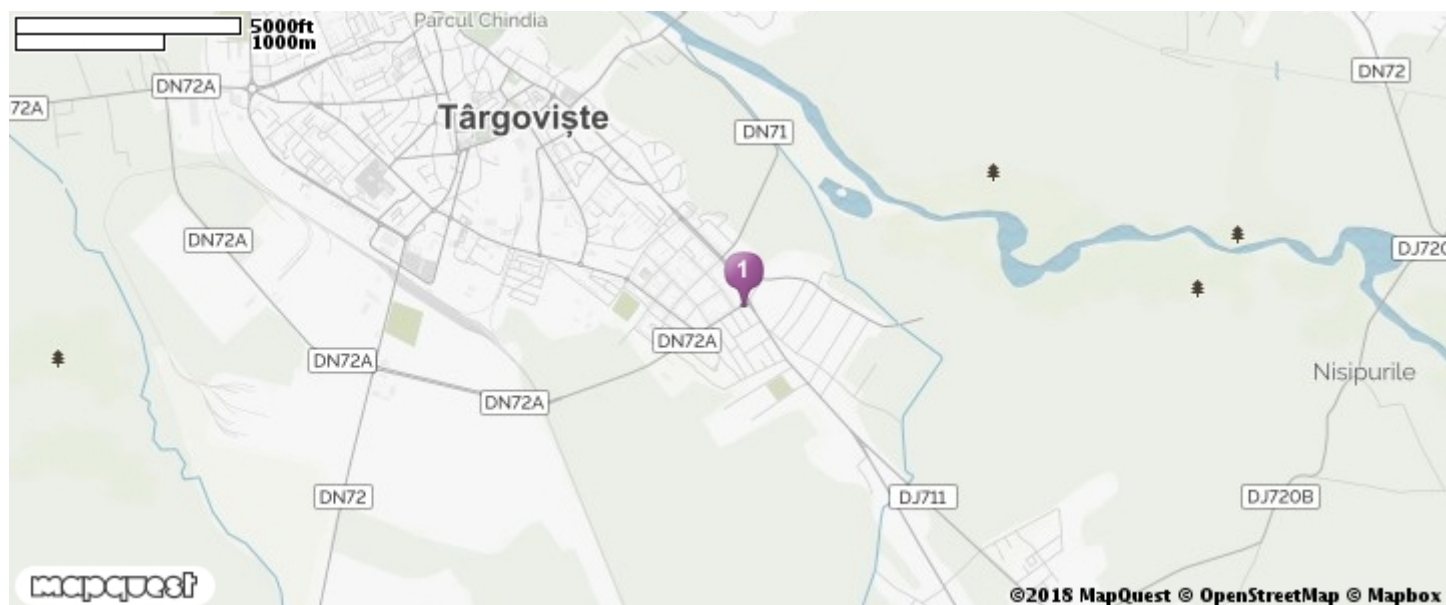 Parcul Chindia
5000ft
1000m
DN72
DN72A
72A
Târgoviște
DN71
DN72A
DJ720
1
DN72A
DN72A
Nisipurile
DN72A
DN72
DJ711
DJ720B
mapquest
©2018 MapQuest © OpenStreetMap © Mapbox